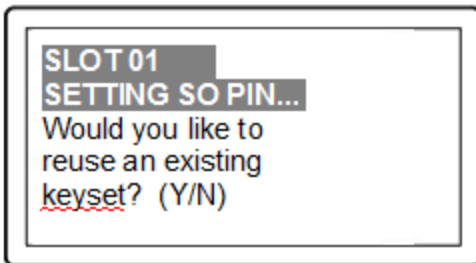 SLOT 01
SETTING SO PIN...
Would you like to
reuse an existing
keyset? (Y/N)